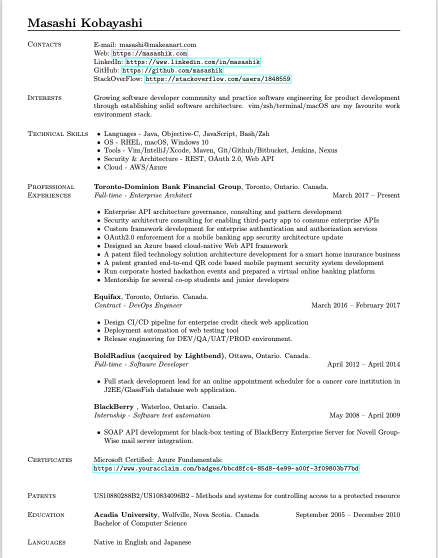 Masashi Kobayashi
CONTACTS
E-mail: masashi@makeanart.com
Web: https://masashik.com
LinkedIn: https://www.linkedin.com/in/masashik
GitHub: https://github.com/masashik
StackOverFlow: https://stackoverflow.com/users/1848559
INTERESTS
Growing software developer community and practice software engineering for product development
through establishing solid software architecture. vim/zsh/terminal/macOS are my favourite work
environment stack.
TECHNICAL SKILLS
• Languages - Java, Objective-C, JavaScript, Bash/Zsh
• OS - RHEL, macOS, Windows 10
• Tools - Vim/IntelliJ/Xcode, Maven, Git/Github/Bitbucket, Jenkins, Nexus
• Security & Architecture - REST, OAuth 2.0, Web API
• Cloud - AWS/Azure
PROFESSIONAL
EXPERIENCES
Toronto-Dominion Bank Financial Group, Toronto, Ontario. Canada.
Full-time - Enterprise Architect March 2017 – Present
• Enterprise API architecture governance, consulting and pattern development
• Security architecture consulting for enabling third-party app to consume enterprise APIs
• Custom framework development for enterprise authentication and authorization services
• OAuth2.0 enforcement for a mobile banking app security architecture update
• Designed an Azure based cloud-native Web API framework
• A patent filed technology solution architecture development for a smart home insurance business
• A patent granted end-to-end QR code based mobile payment security system development
• Run corporate hosted hackathon events and prepared a virtual online banking platform
• Mentorship for several co-op students and junior developers
Equifax, Toronto, Ontario. Canada.
Contract - DevOps Engineer March 2016 – February 2017
• Design CI/CD pipeline for enterprise credit check web application
• Deployment automation of web testing tool
• Release engineering for DEV/QA/UAT/PROD environment.
BoldRadius (acquired by Lightbend), Ottawa, Ontario. Canada.
Full-time - Software Developer April 2012 – April 2014
• Full stack development lead for an online appointment scheduler for a cancer care institution in
J2EE/GlassFish database web application.
BlackBerry , Waterloo, Ontario. Canada.
Internship - Software test automation May 2008 – April 2009
• SOAP API development for black-box testing of BlackBerry Enterprise Server for Novell Group-
Wise mail server integration.
CERTIFICATES
Microsoft Certified: Azure Fundamentals:
https://www.youracclaim.com/badges/bbcd8fc4-85d8-4e99-a00f-3f09803b77bd
PATENTS
US10880288B2/US10834096B2 - Methods and systems for controlling access to a protected resource
EDUCATION
Acadia University, Wolfville, Nova Scotia. Canada September 2005 – December 2010
Bachelor of Computer Science
LANGUAGES
Native in English and Japanese